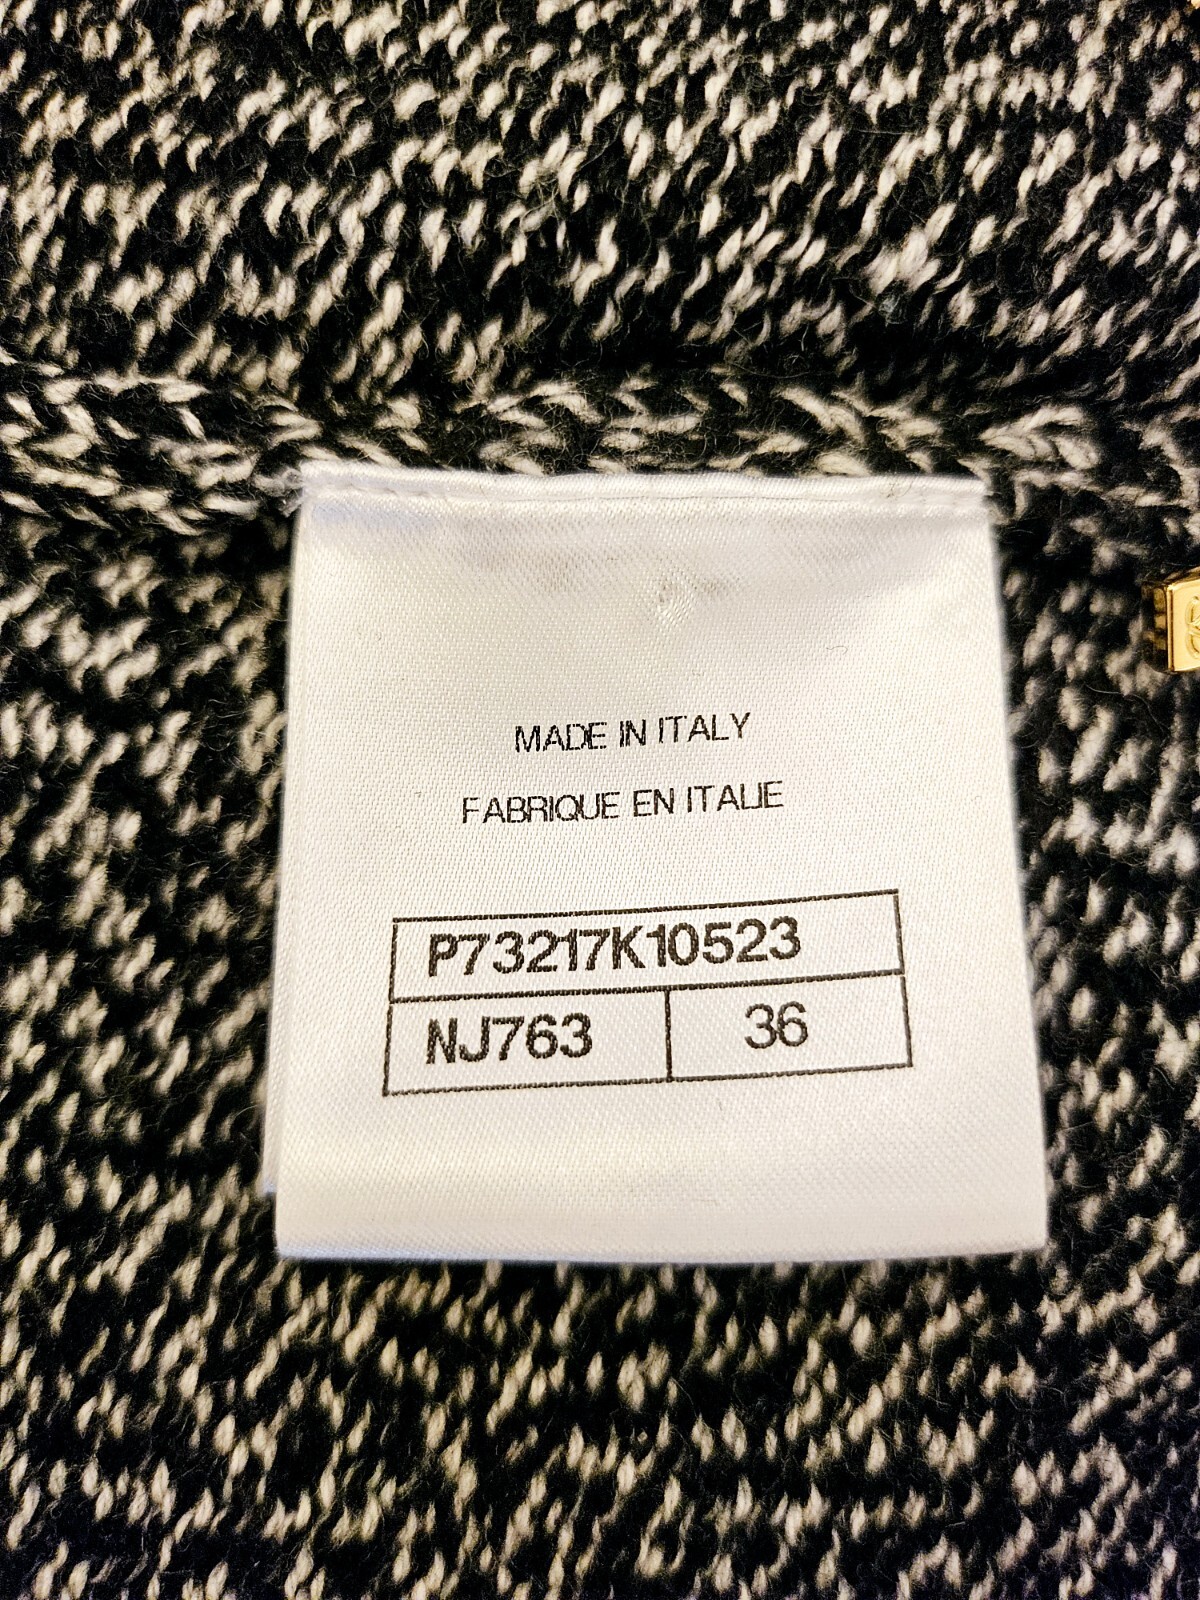 MADE IN ITALY
FABRIQUE EN ITALIE
P73217K10523
NJ763 36